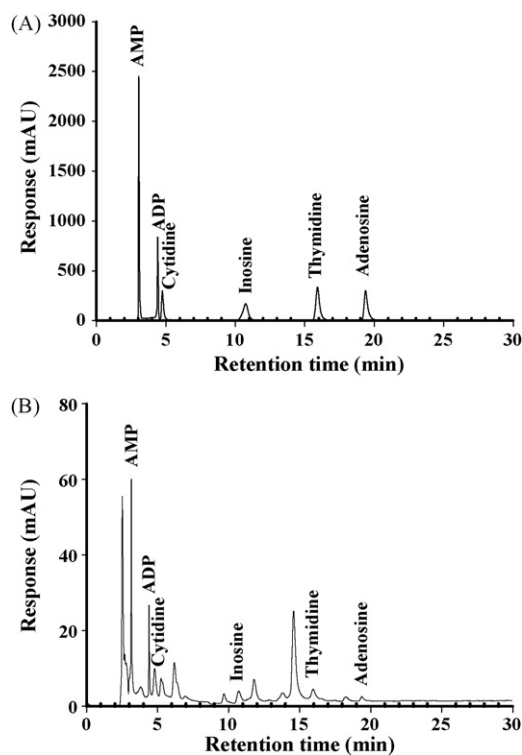 (A)
3000
2500
2000
1500
1000
500
0
Response (mAU)
AMP
ADP
Cytidine
Inosine
Thymidine
Adenosine
0 5 10 15 20 25 30
Retention time (min)
(B)
80
60
40
20
0
Response (mAU)
AMP
ADP
Cytidine
Inosine
Thymidine
Adenosine
0 5 10 15 20 25 30
Retention time (min)